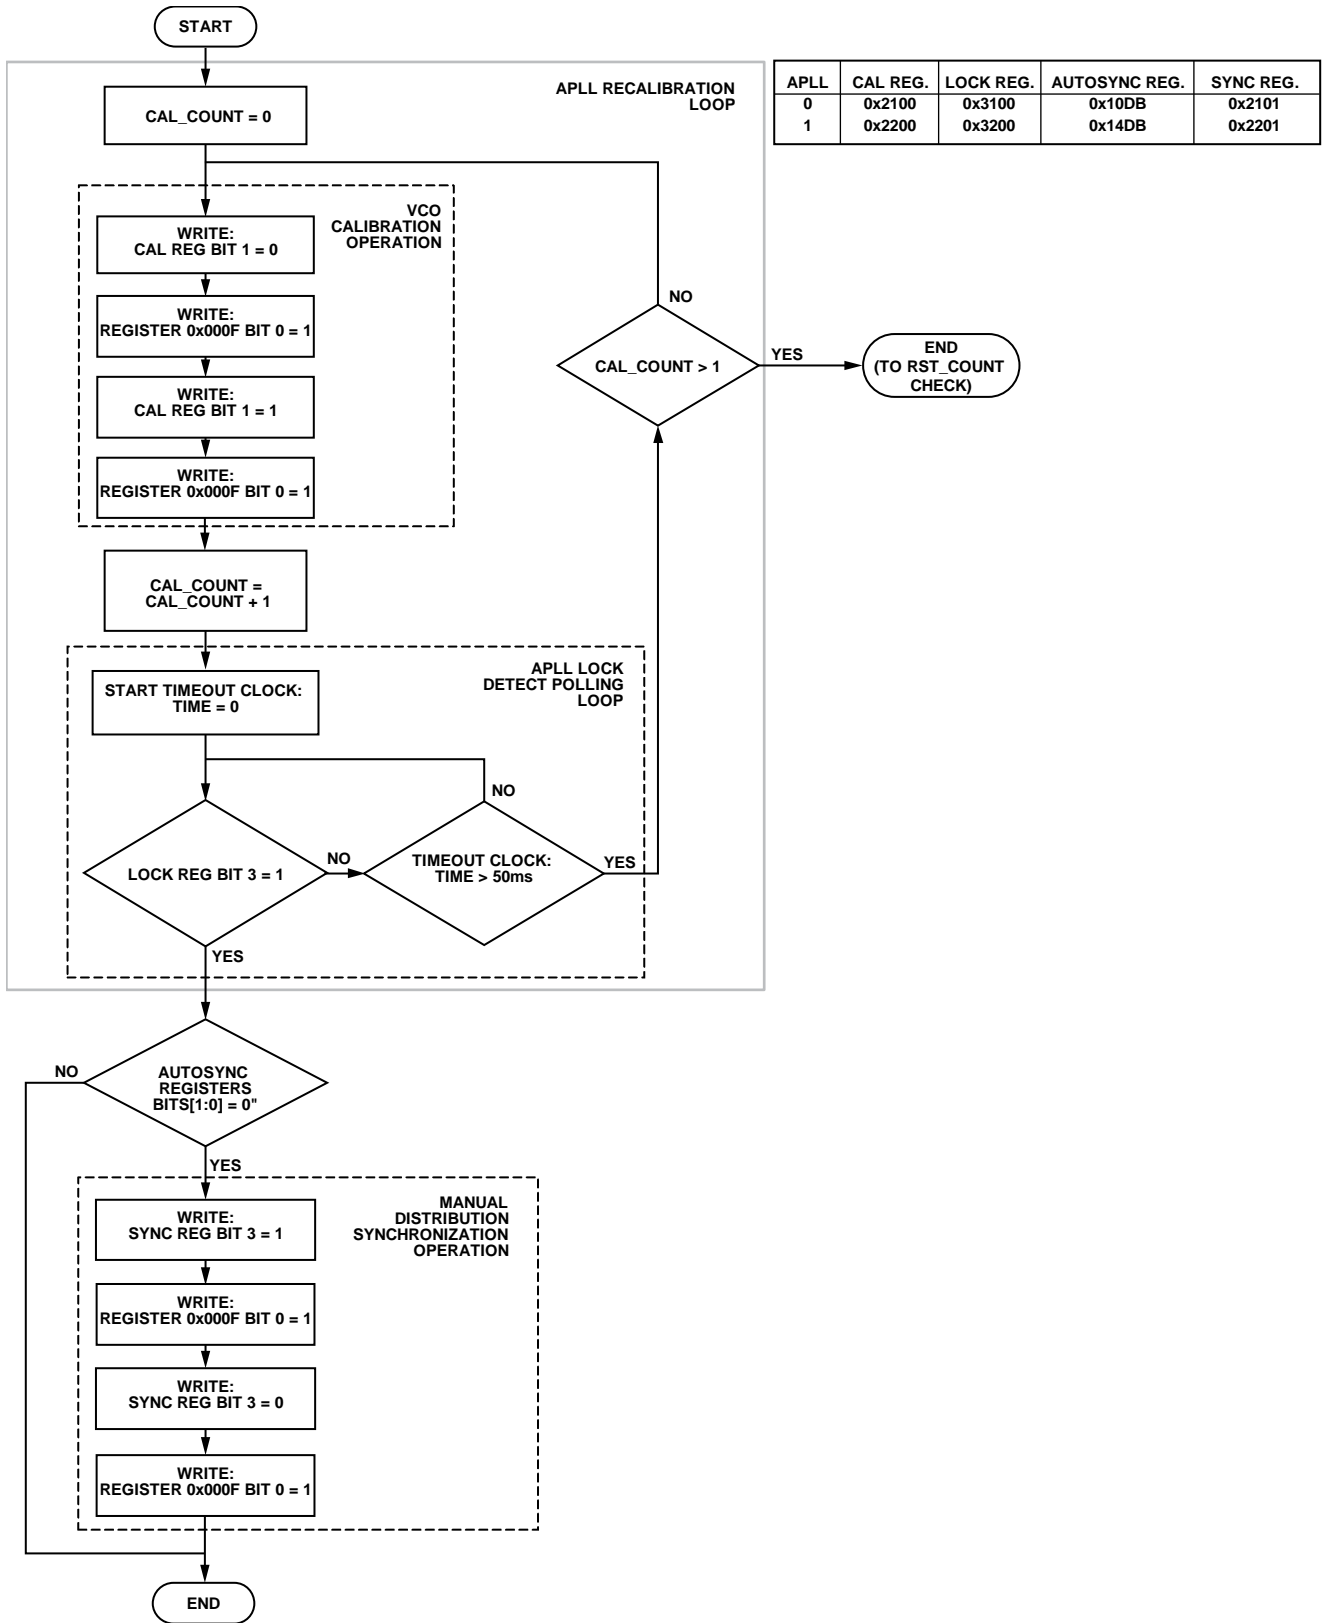 START
APLL RECALIBRATION
LOOP
CAL_COUNT = 0
APLL CAL REG. LOCK REG. AUTOSYNC REG. SYNC REG.
0 0x2100 0x3100 0x10DB 0x2101
1 0x2200 0x3200 0x14DB 0x2201
VCO
CALIBRATION
OPERATION
WRITE:
CAL REG BIT 1 = 0
WRITE:
REGISTER 0x000F BIT 0 = 1
WRITE:
CAL REG BIT 1 = 1
WRITE:
REGISTER 0x000F BIT 0 = 1
NO
CAL_COUNT > 1
YES
END
(TO RST_COUNT
CHECK)
CAL_COUNT =
CAL_COUNT + 1
APLL LOCK
DETECT POLLING
LOOP
START TIMEOUT CLOCK:
TIME = 0
NO
LOCK REG BIT 3 = 1
NO
TIMEOUT CLOCK:
TIME > 50ms
YES
YES
NO
AUTOSYNC
REGISTERS
BITS[1:0] = 0"
YES
MANUAL
DISTRIBUTION
SYNCHRONIZATION
OPERATION
WRITE:
SYNC REG BIT 3 = 1
WRITE:
REGISTER 0x000F BIT 0 = 1
WRITE:
SYNC REG BIT 3 = 0
WRITE:
REGISTER 0x000F BIT 0 = 1
END